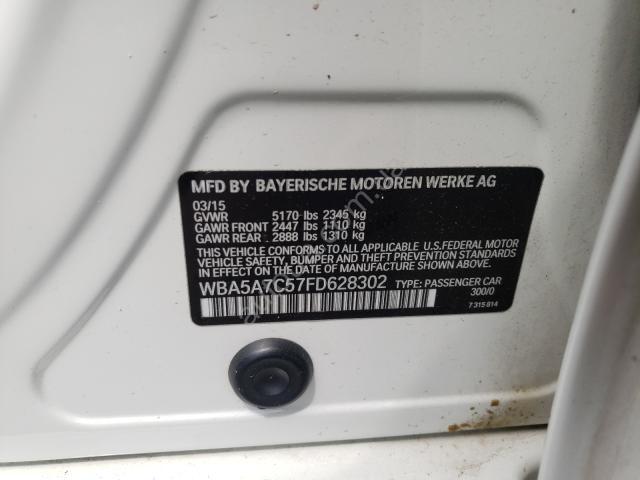 MFD BY BAYERISCHE MOTOREN WERKE AG
03/15
GVWR 5170 lbs 2345 kg
GAWR FRONT 2447 lbs 1110 kg
GAWR REAR 2888 lbs 1310 kg
THIS VEHICLE CONFORMS TO ALL APPLICABLE U.S. FEDERAL MOTOR
VEHICLE SAFETY, BUMPER, AND THEFT PREVENTION STANDARDS IN
EFFECT ON THE DATE OF MANUFACTURE SHOWN ABOVE.
WBA5A7C57FD628302 TYPE: PASSENGER CAR
300/0
7 315 814